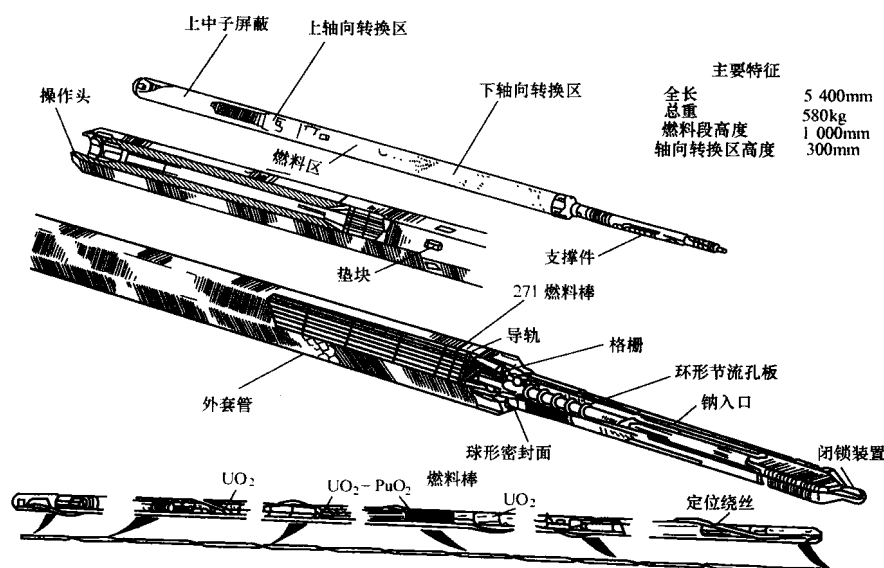 上中子屏蔽
上轴向转换区
操作头
下轴向转换区
主要特征
全长 5 400mm
总重 580kg
燃料段高度 1 000mm
轴向转换区高度 300mm
燃料区
支撑件
垫块
271 燃料棒
导轨
格栅
环形节流孔板
钠入口
外套管
球形密封面
闭锁装置
燃料棒
UO₂
UO₂-PuO₂
UO₂
定位绕丝